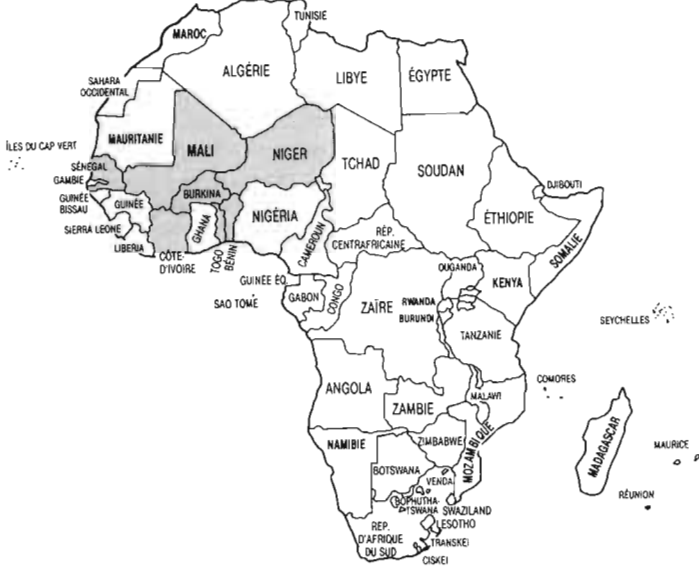 TUNISIE
MAROC
ALGÉRIE
LIBYE
ÉGYPTE
SAHARA
OCCIDENTAL
MAURITANIE
ÎLES DU CAP VERT
MALI
NIGER
TCHAD
SOUDAN
SÉNÉGAL
GAMBIE
GUINÉE
BISSAU
GUINÉE
BURKINA
DJIBOUTI
SIERRA LEONE
LIBERIA
CÔTE-
D'IVOIRE
GHANA
TOGO
BÉNIN
NIGÉRIA
CAMEROUN
RÉP.
CENTRAFRICAINE
ÉTHIOPIE
SOMALIE
GUINÉE ÉQ.
SAO TOMÉ
GABON
CONGO
ZAÏRE
OUGANDA
KENYA
RWANDA
BURUNDI
TANZANIE
SEYCHELLES
ANGOLA
ZAMBIE
MALAWI
COMORES
MOZAMBIQUE
NAMIBIE
ZIMBABWE
MADAGASCAR
MAURICE
RÉUNION
BOTSWANA
VENDA
BOPHUTHA-
TSWANA
SWAZILAND
LESOTHO
REP.
D'AFRIQUE
DU SUD
TRANSKEI
CISKEI